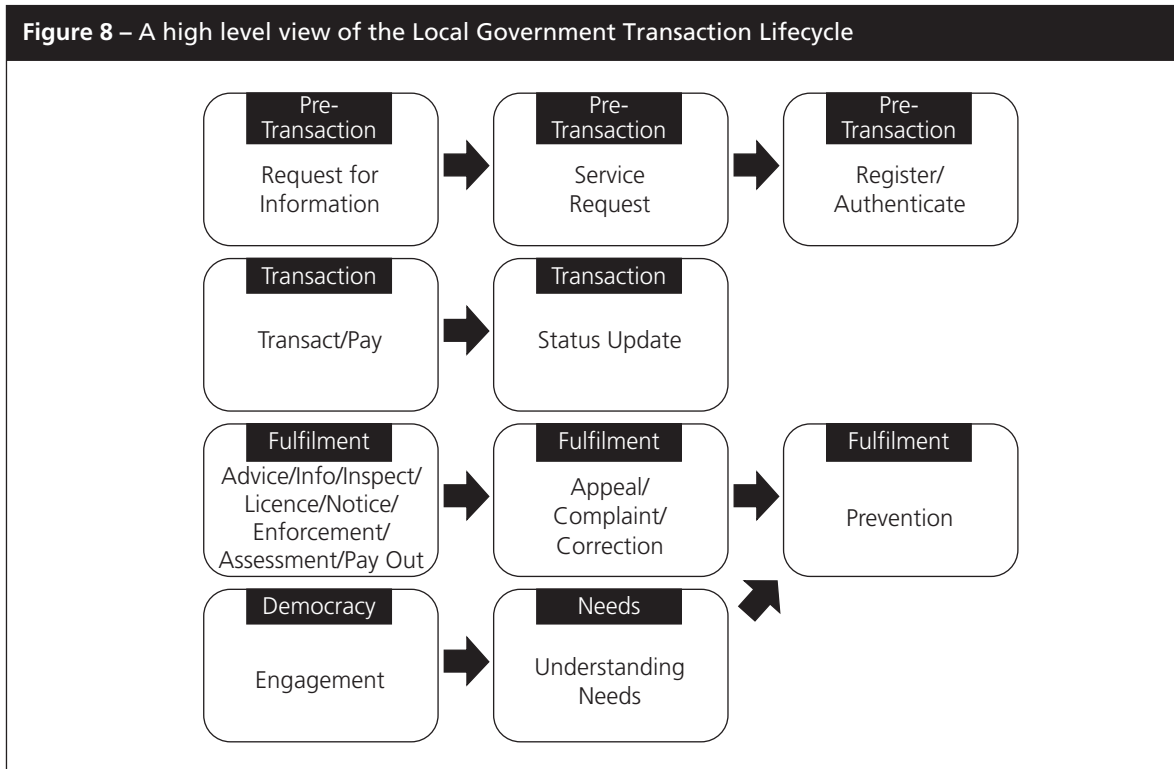 Figure 8 – A high level view of the Local Government Transaction Lifecycle
Pre-
Transaction
Request for
Information
Pre-
Transaction
Service
Request
Pre-
Transaction
Register/
Authenticate
Transaction
Transact/Pay
Transaction
Status Update
Fulfilment
Advice/Info/Inspect/
Licence/Notice/
Enforcement/
Assessment/Pay Out
Fulfilment
Appeal/
Complaint/
Correction
Fulfilment
Prevention
Democracy
Engagement
Needs
Understanding
Needs